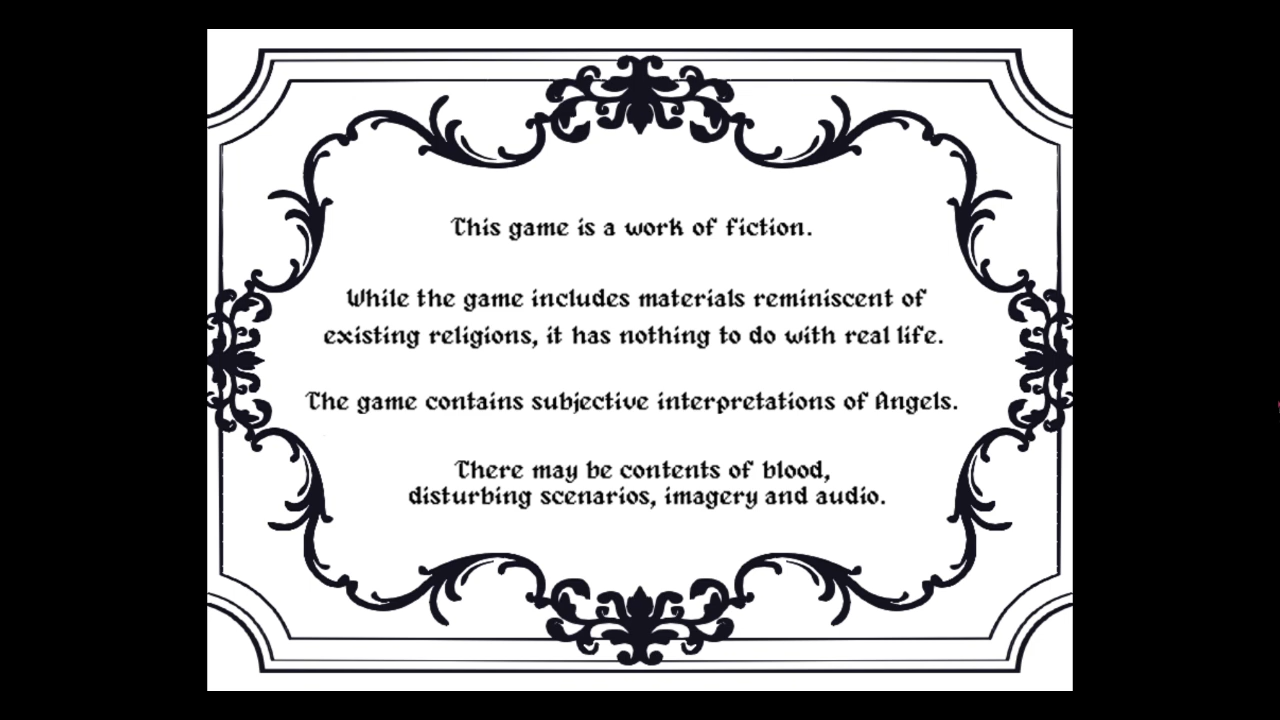 This game is a work of fiction.
While the game includes materials reminiscent of
existing religions, it has nothing to do with real life.
The game contains subjective interpretations of Angels.
There may be contents of blood,
disturbing scenarios, imagery and audio.